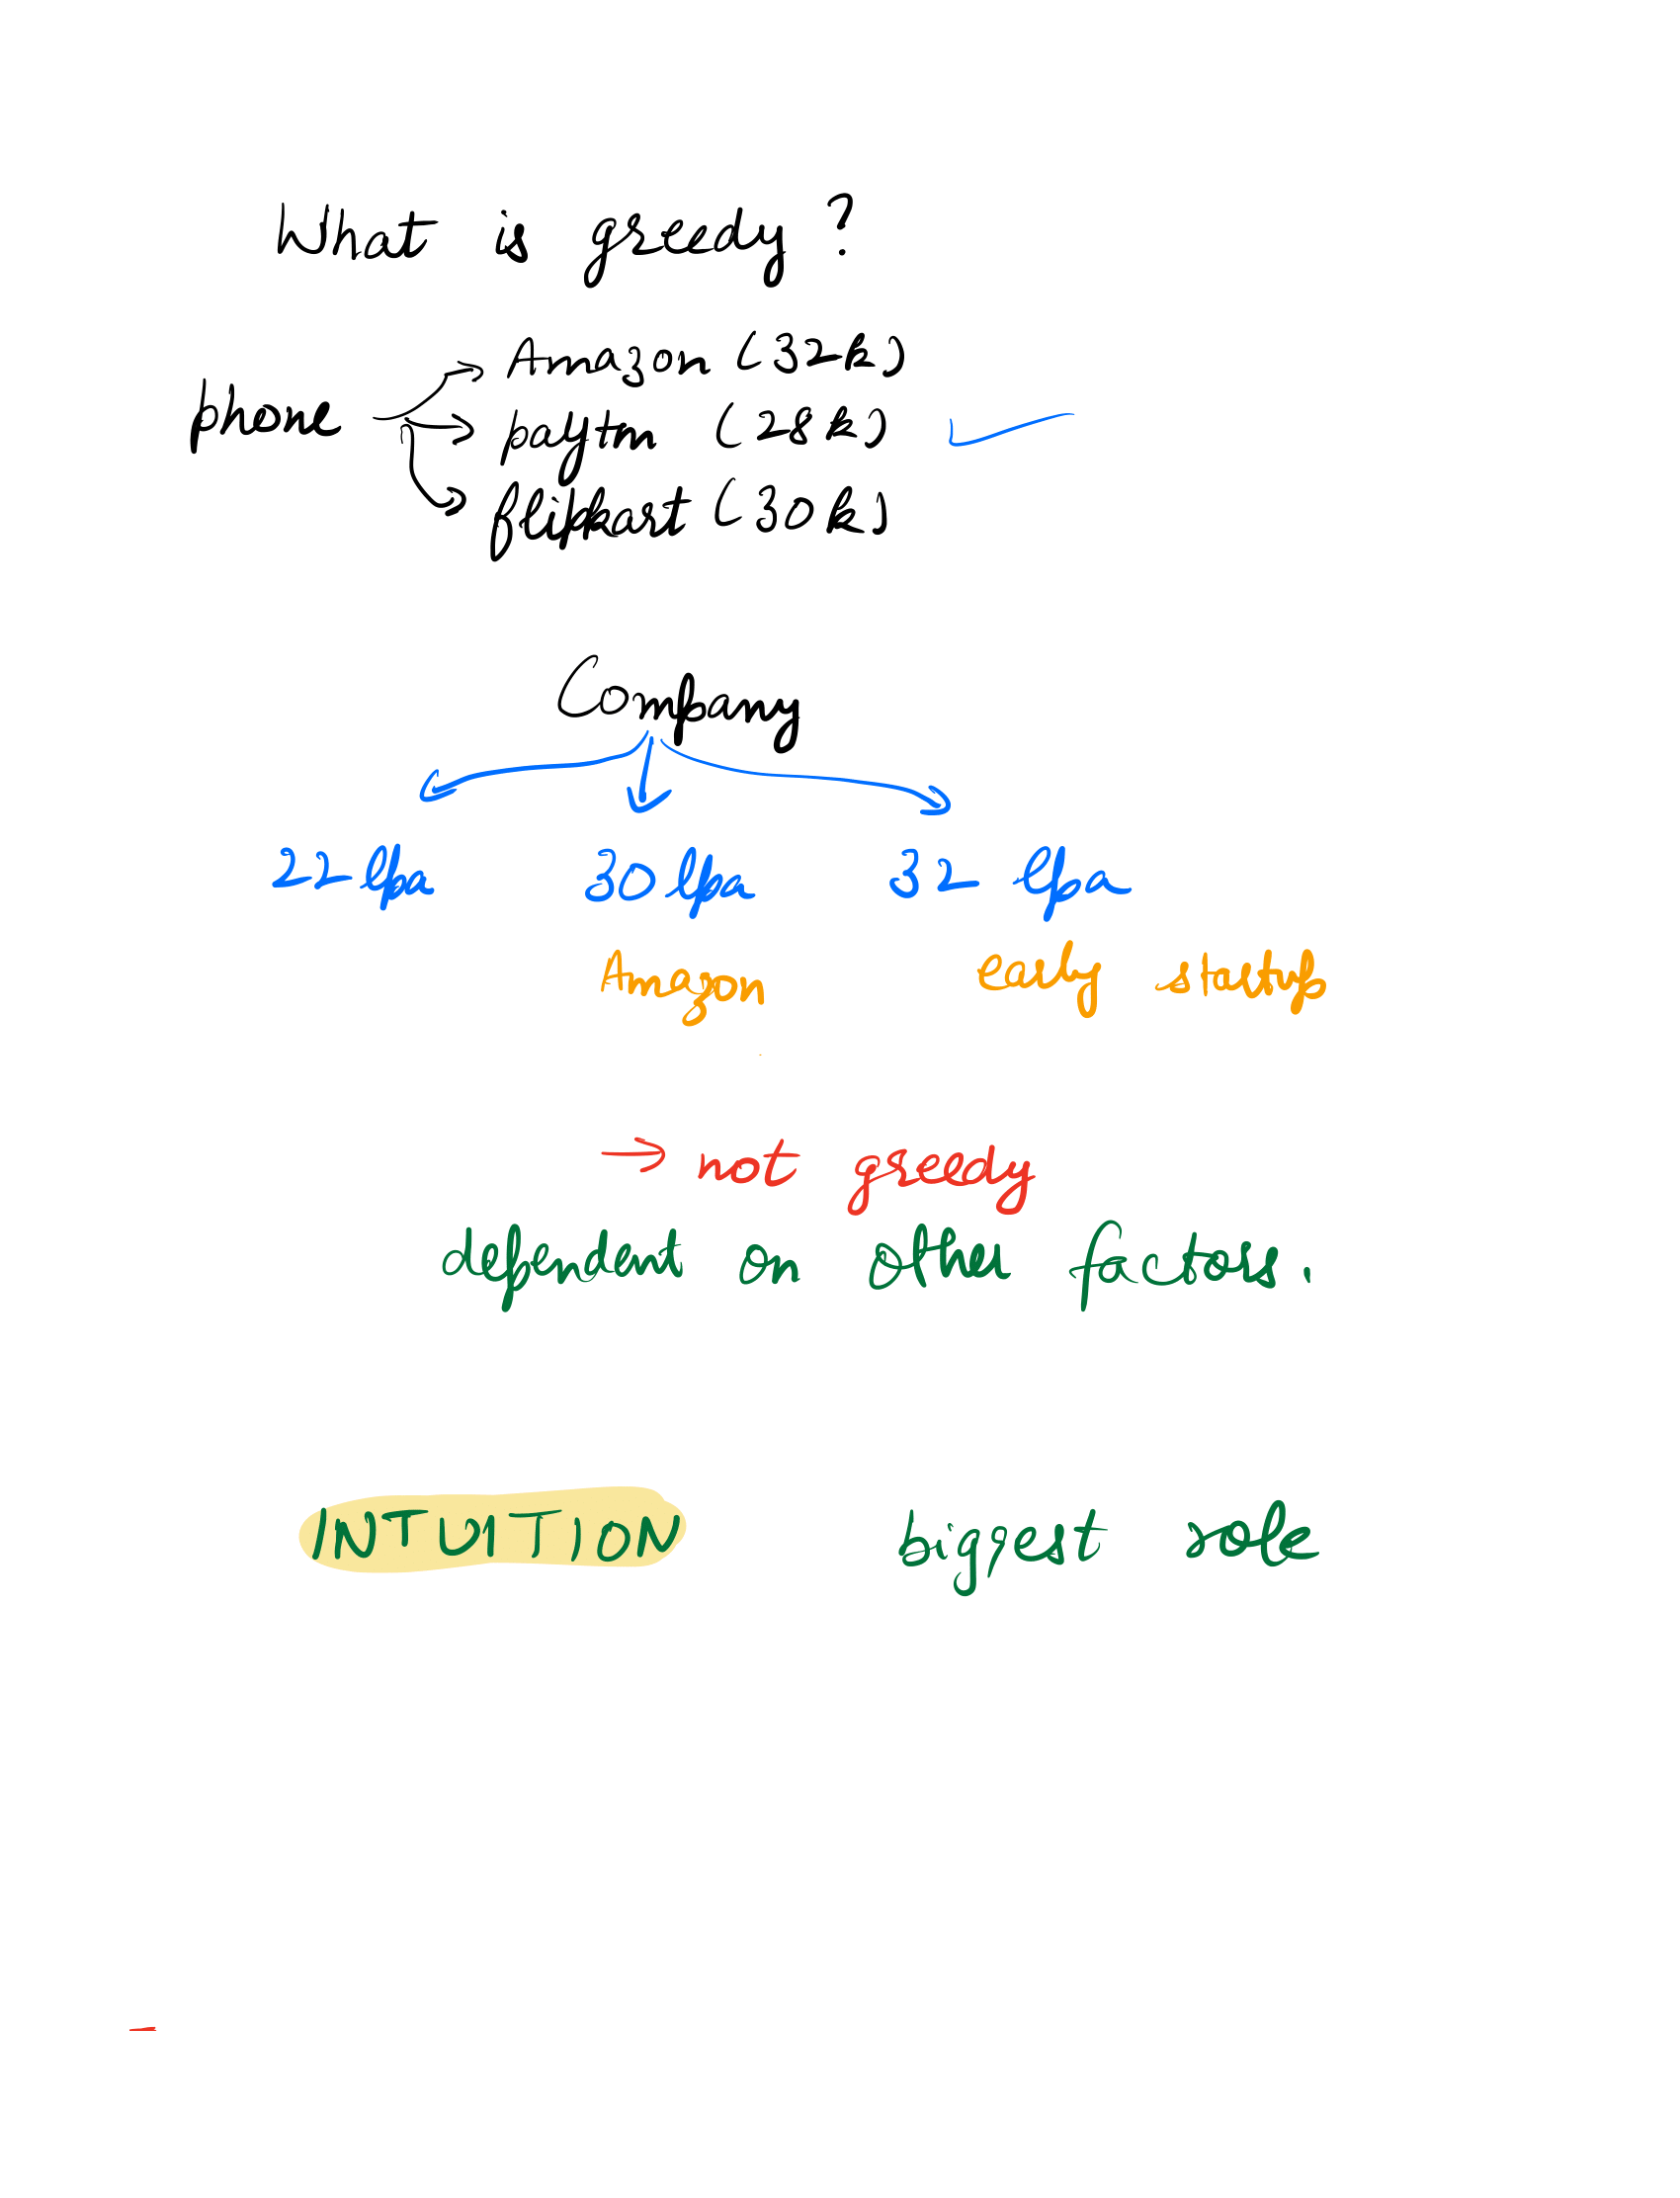 What is greedy ?
Amazon (32k)
phone paytm (28k)
flipkart (30k)
Company
22 lpa 30 lpa 32 lpa
Amazon early startup
→ not greedy
dependent on other factors.
INTUITION biggest role